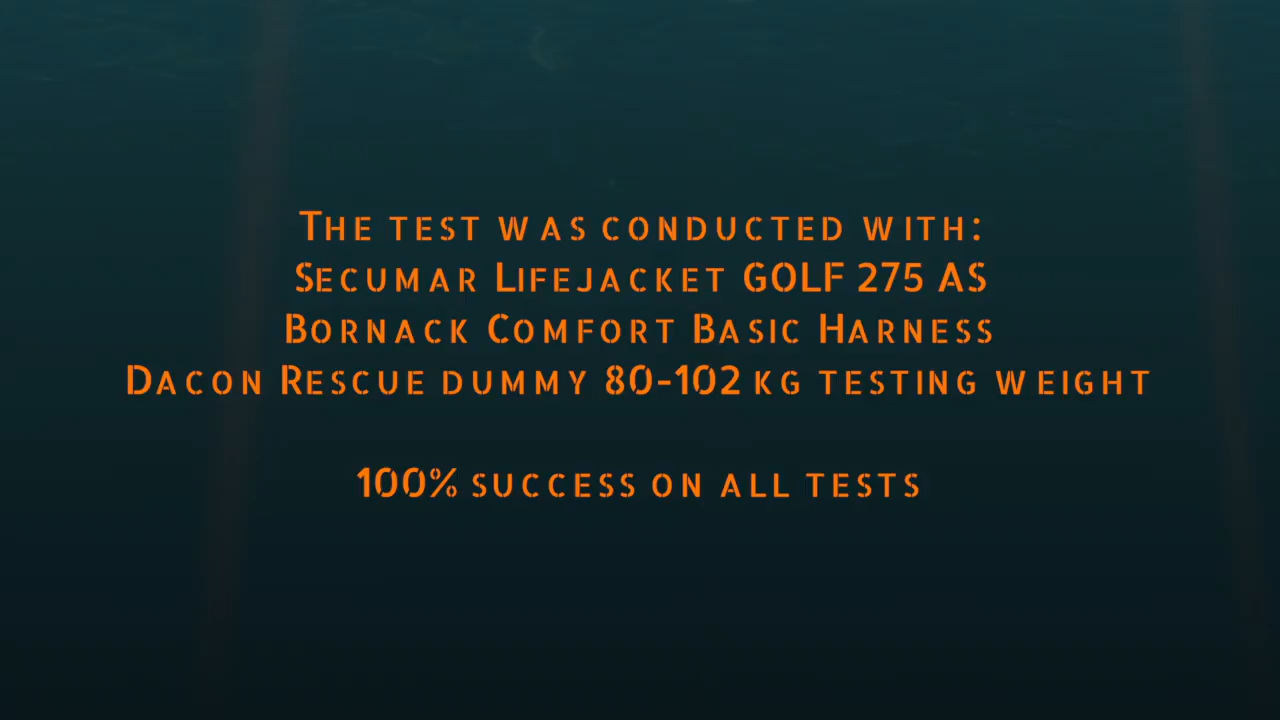 The test was conducted with:
Secumar Lifejacket GOLF 275 AS
Bornack Comfort Basic Harness
Dacon Rescue dummy 80-102 kg testing weight
100% success on all tests